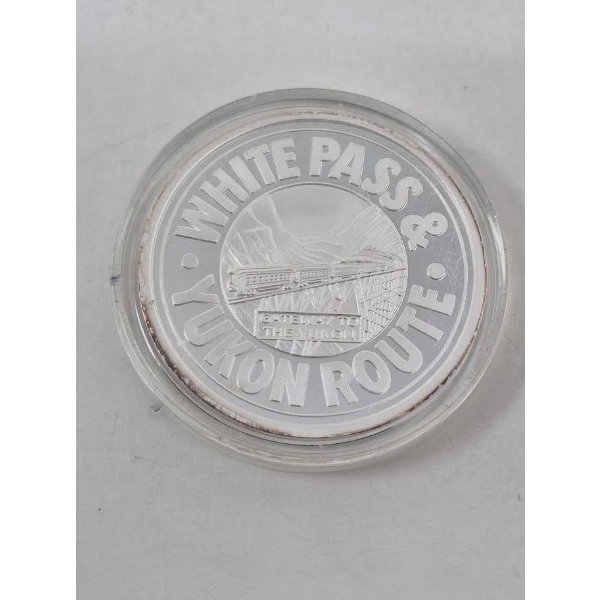 WHITE PASS &
YUKON ROUTE
GATEWAY TO
THE YUKON